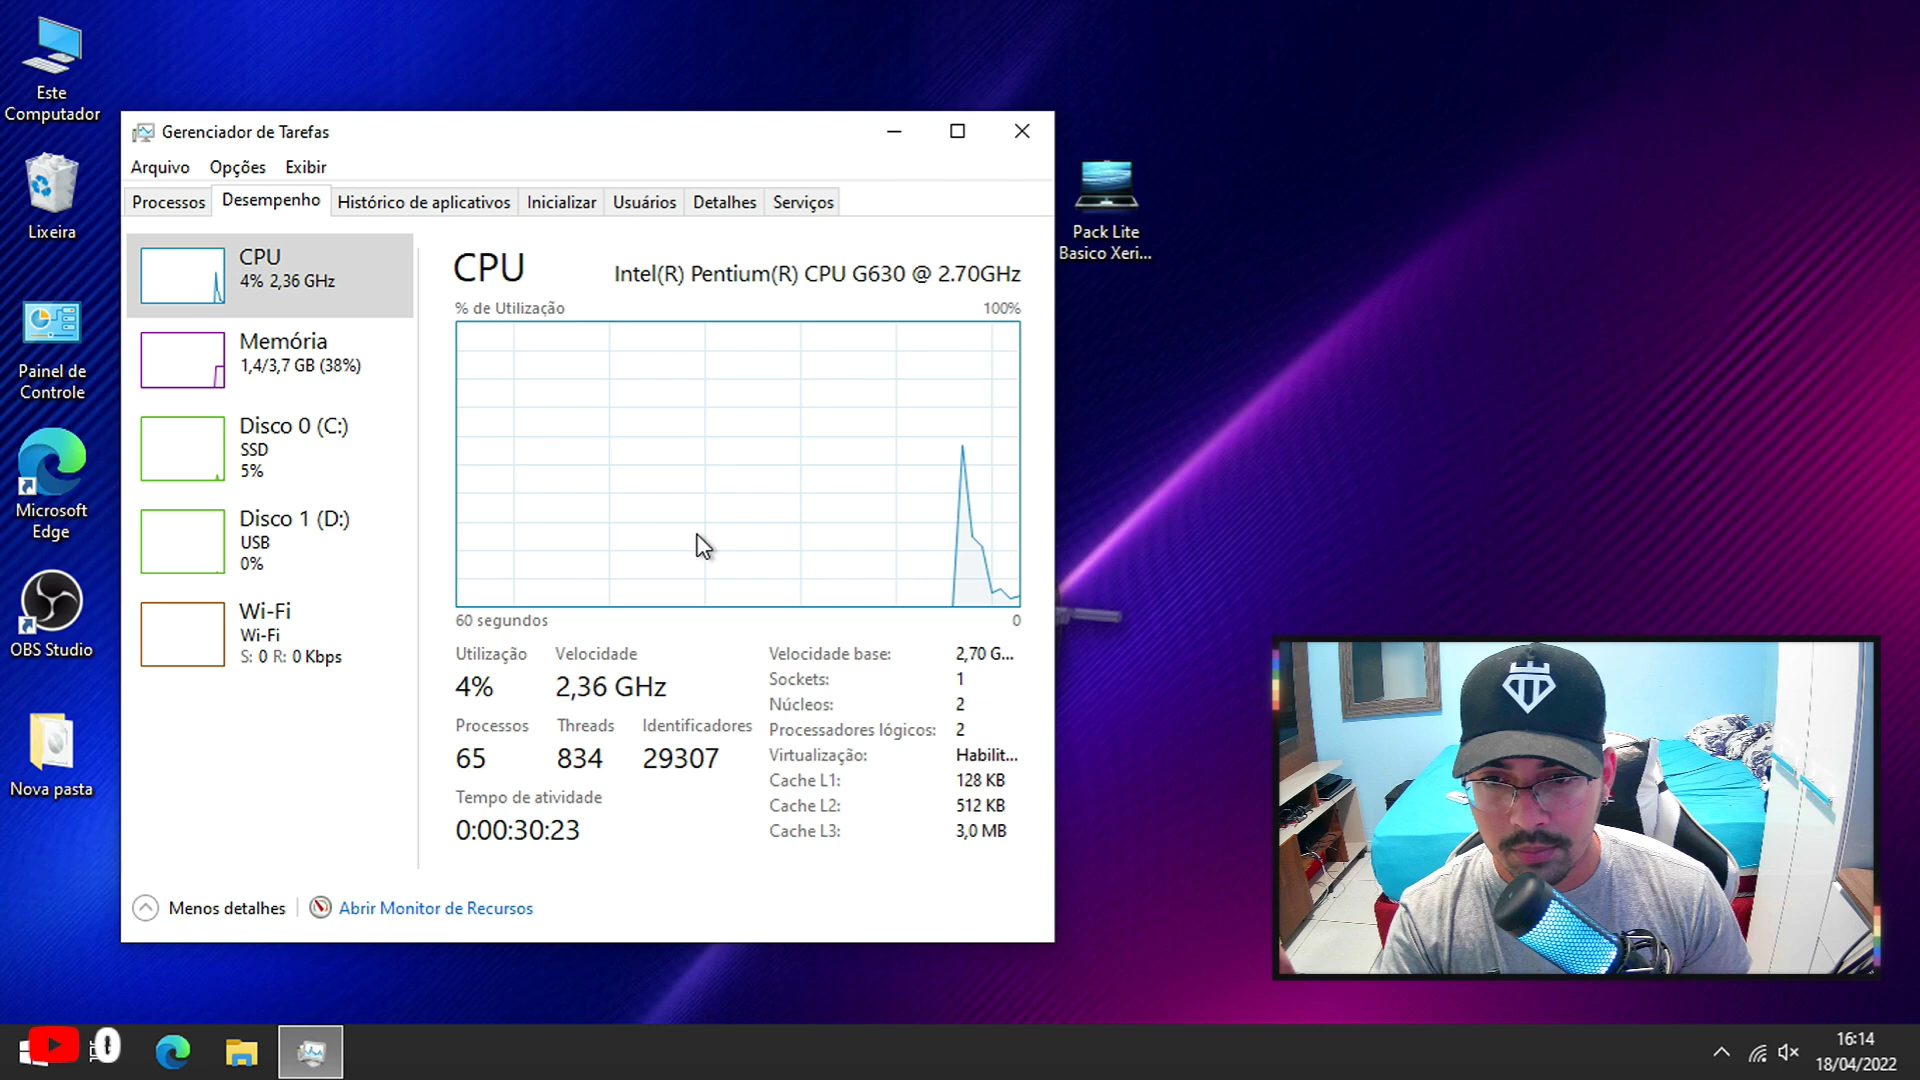 Este
Computador
Lixeira
Painel de
Controle
Microsoft
Edge
OBS Studio
Nova pasta
Gerenciador de Tarefas
Arquivo Opções Exibir
Processos Desempenho Histórico de aplicativos Inicializar Usuários Detalhes Serviços
CPU
4% 2,36 GHz
Memória
1,4/3,7 GB (38%)
Disco 0 (C:)
SSD
5%
Disco 1 (D:)
USB
0%
Wi-Fi
Wi-Fi
S: 0 R: 0 Kbps
CPU Intel(R) Pentium(R) CPU G630 @ 2.70GHz
% de Utilização 100%
60 segundos 0
Utilização Velocidade
4% 2,36 GHz
Processos Threads Identificadores
65 834 29307
Tempo de atividade
0:00:30:23
Velocidade base: 2,70 G...
Sockets: 1
Núcleos: 2
Processadores lógicos: 2
Virtualização: Habilit...
Cache L1: 128 KB
Cache L2: 512 KB
Cache L3: 3,0 MB
Menos detalhes Abrir Monitor de Recursos
Pack Lite
Basico Xeri...
16:14
18/04/2022